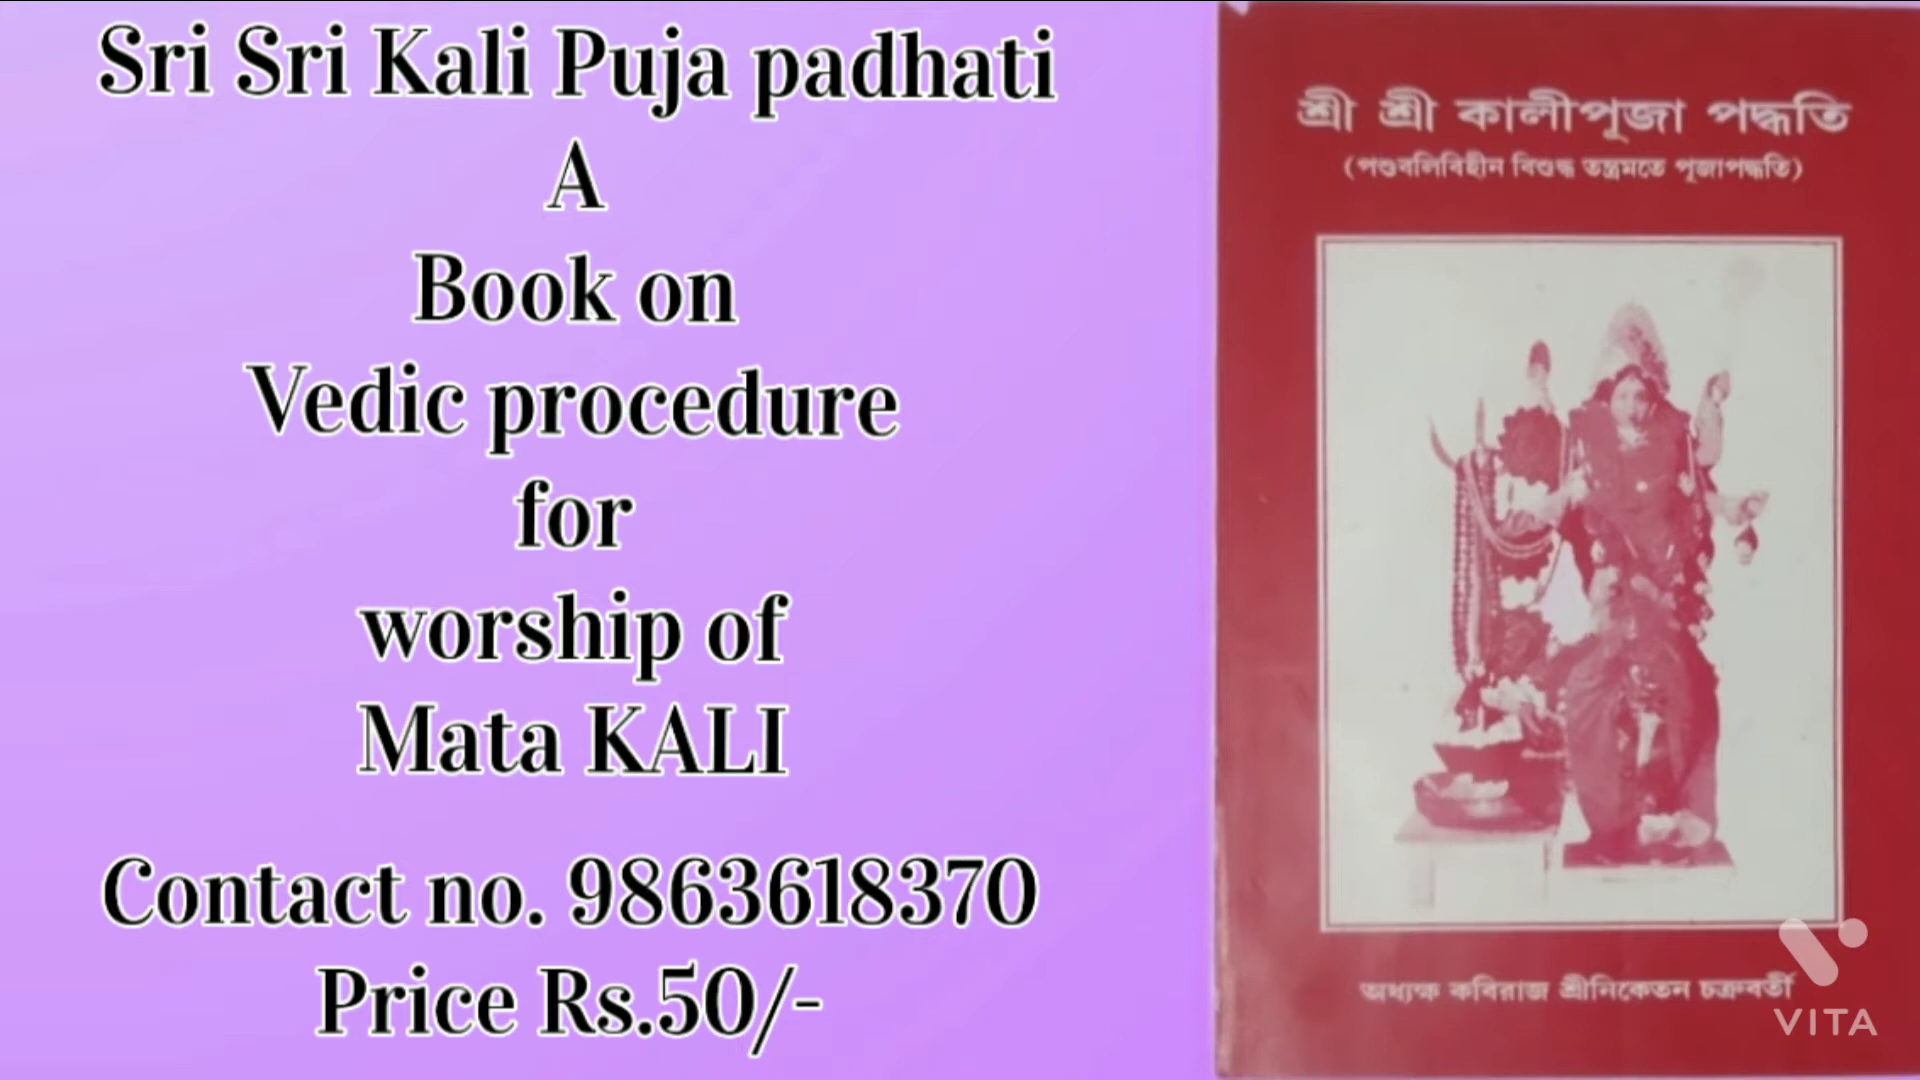 Sri Sri Kali Puja padhati
A
Book on
Vedic procedure
for
worship of
Mata KALI
Contact no. 9863618370
Price Rs.50/-
শ্রী শ্রী কালীপূজা পদ্ধতি
(পশুবলিবিহীন বিশুদ্ধ তন্ত্রমতে পূজাপদ্ধতি)
অধ্যক্ষ কবিরাজ শ্রীনিকেতন চক্রবর্তী
VITA